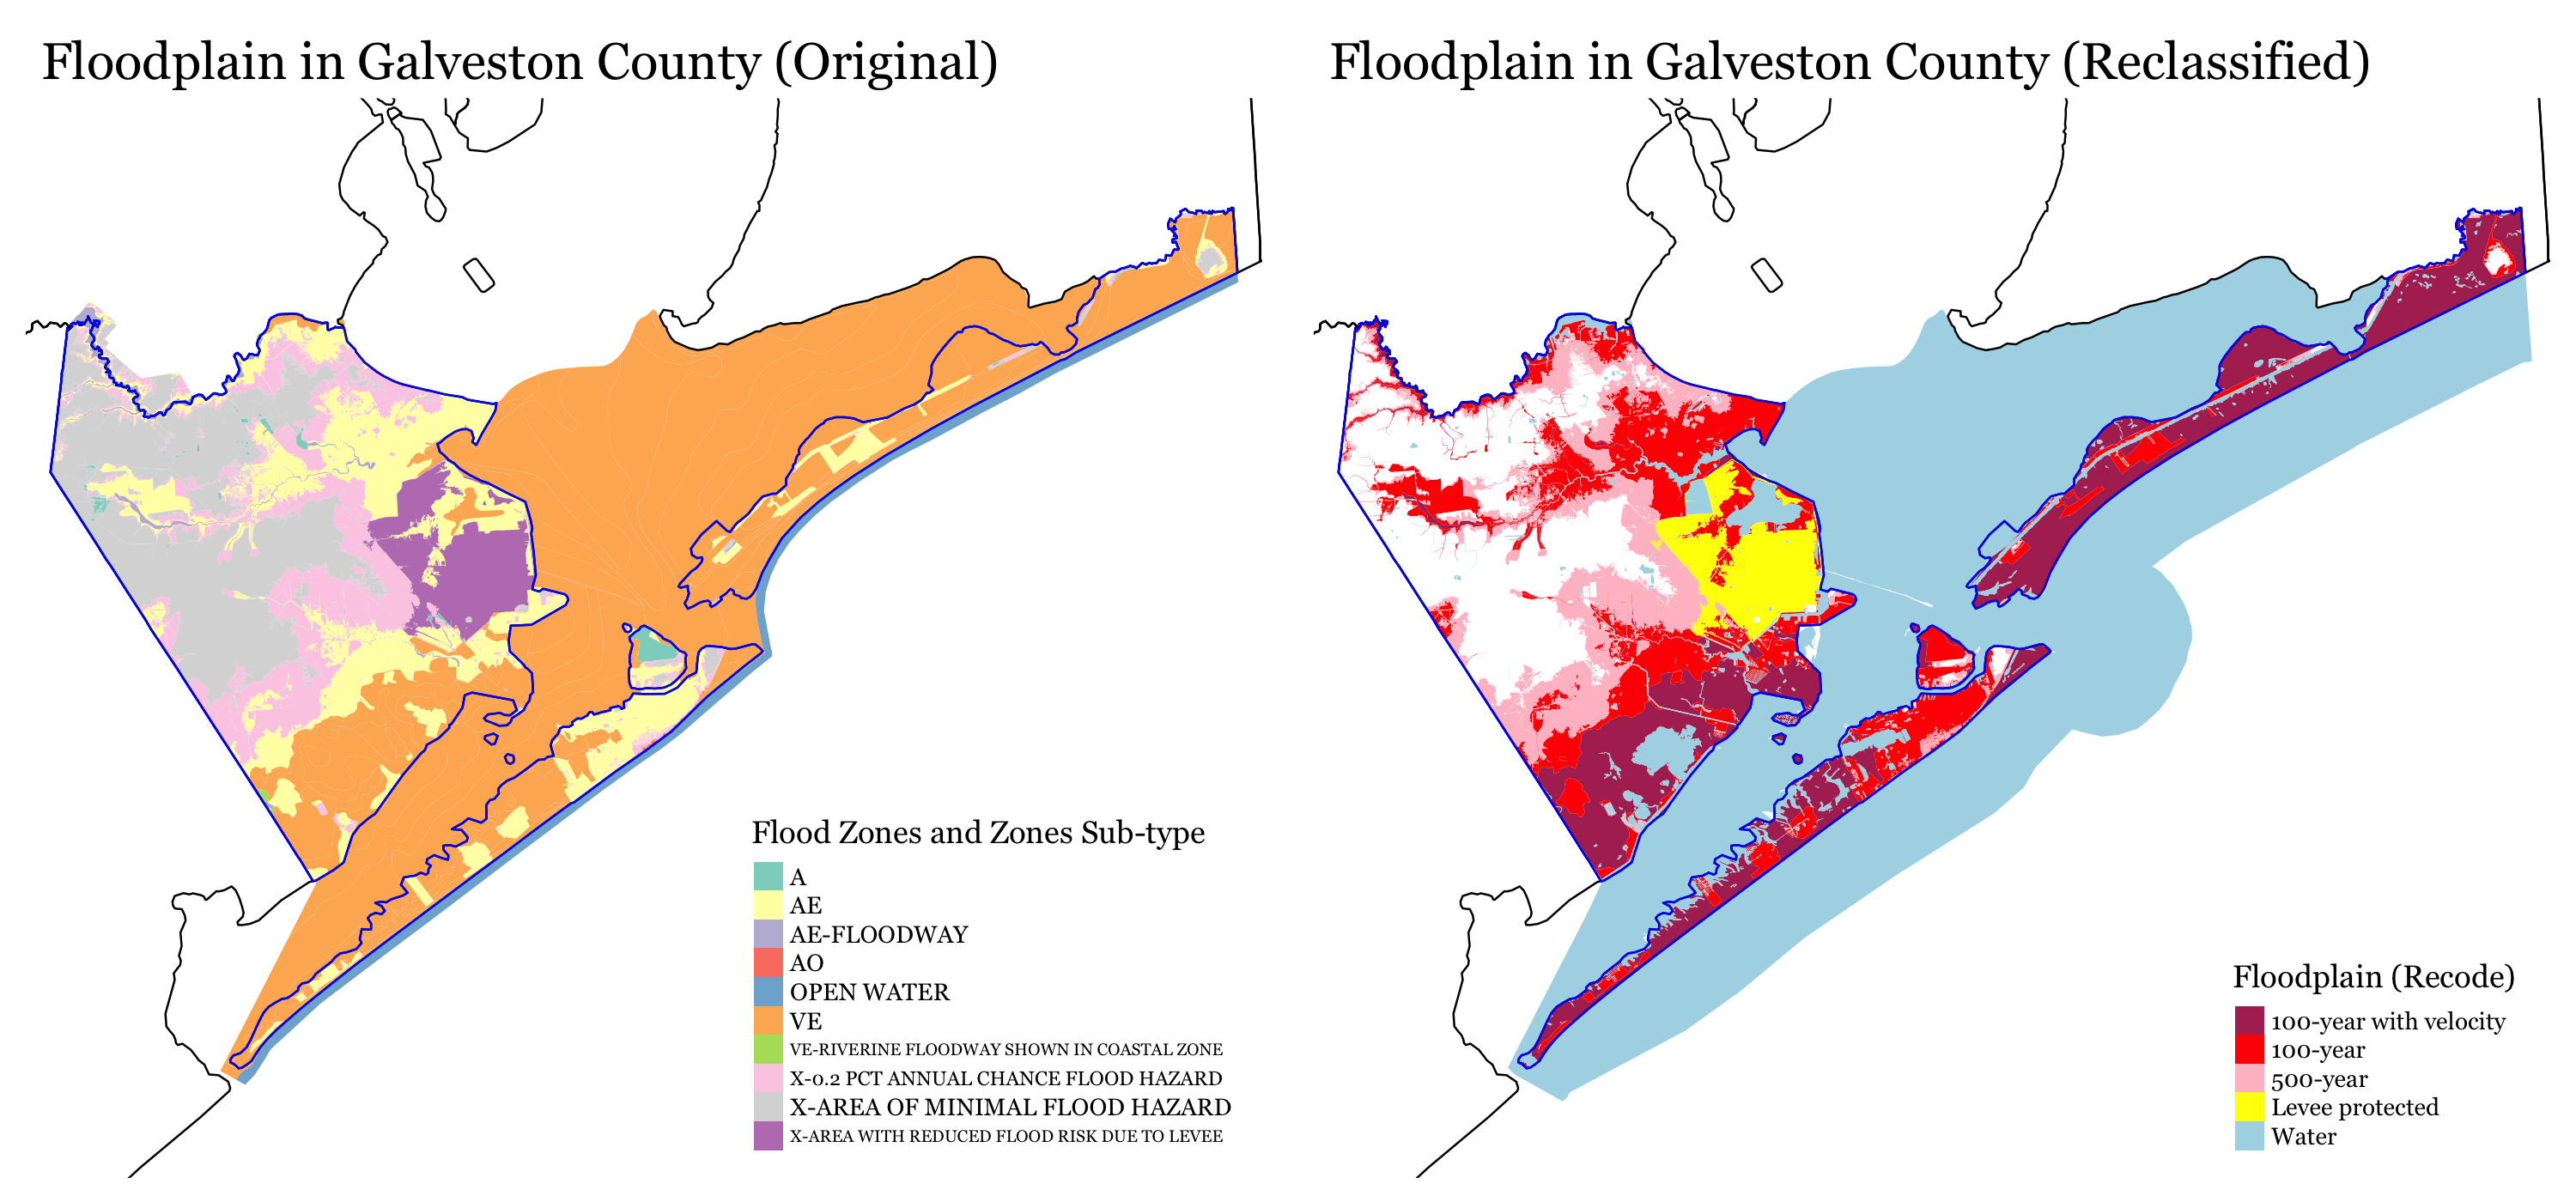 Floodplain in Galveston County (Original)
Flood Zones and Zones Sub-type
A
AE
AE-FLOODWAY
AO
OPEN WATER
VE
VE-RIVERINE FLOODWAY SHOWN IN COASTAL ZONE
X-0.2 PCT ANNUAL CHANCE FLOOD HAZARD
X-AREA OF MINIMAL FLOOD HAZARD
X-AREA WITH REDUCED FLOOD RISK DUE TO LEVEE
Floodplain in Galveston County (Reclassified)
Floodplain (Recode)
100-year with velocity
100-year
500-year
Levee protected
Water